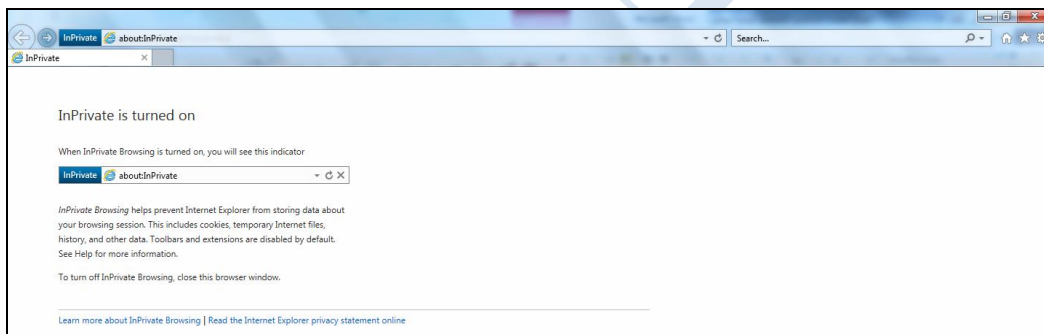 InPrivate about:InPrivate Search...
InPrivate
InPrivate is turned on
When InPrivate Browsing is turned on, you will see this indicator
InPrivate about:InPrivate
InPrivate Browsing helps prevent Internet Explorer from storing data about
your browsing session. This includes cookies, temporary Internet files,
history, and other data. Toolbars and extensions are disabled by default.
See Help for more information.
To turn off InPrivate Browsing, close this browser window.
Learn more about InPrivate Browsing | Read the Internet Explorer privacy statement online